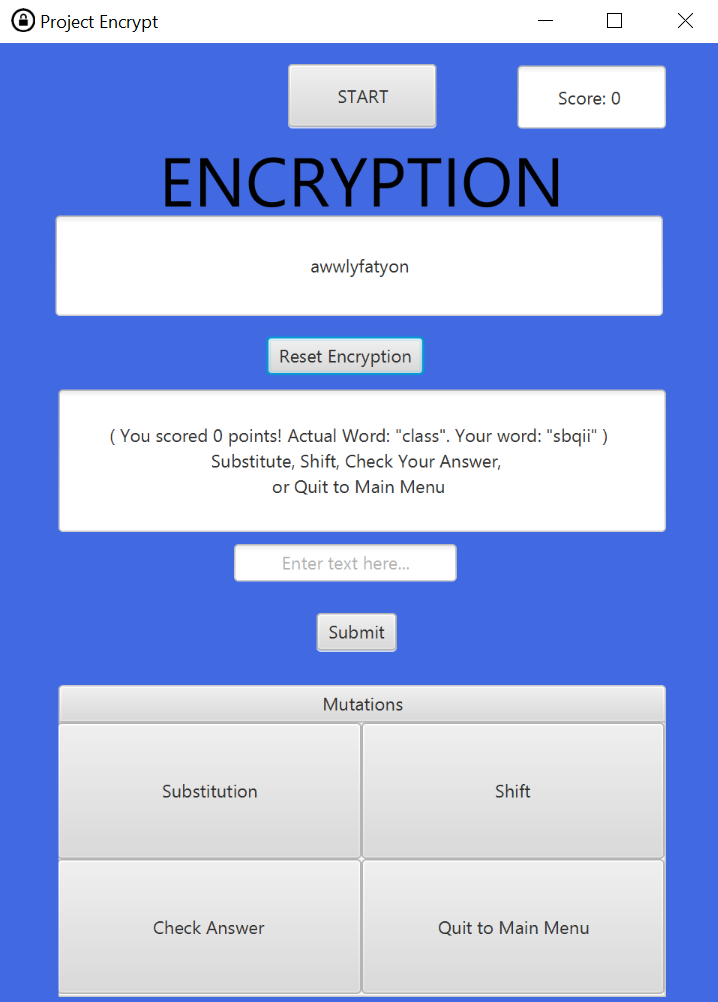 Project Encrypt
START
Score: 0
ENCRYPTION
awwlyfatyon
Reset Encryption
( You scored 0 points! Actual Word: "class". Your word: "sbqii" )
Substitute, Shift, Check Your Answer,
or Quit to Main Menu
Enter text here...
Submit
Mutations
Substitution
Shift
Check Answer
Quit to Main Menu